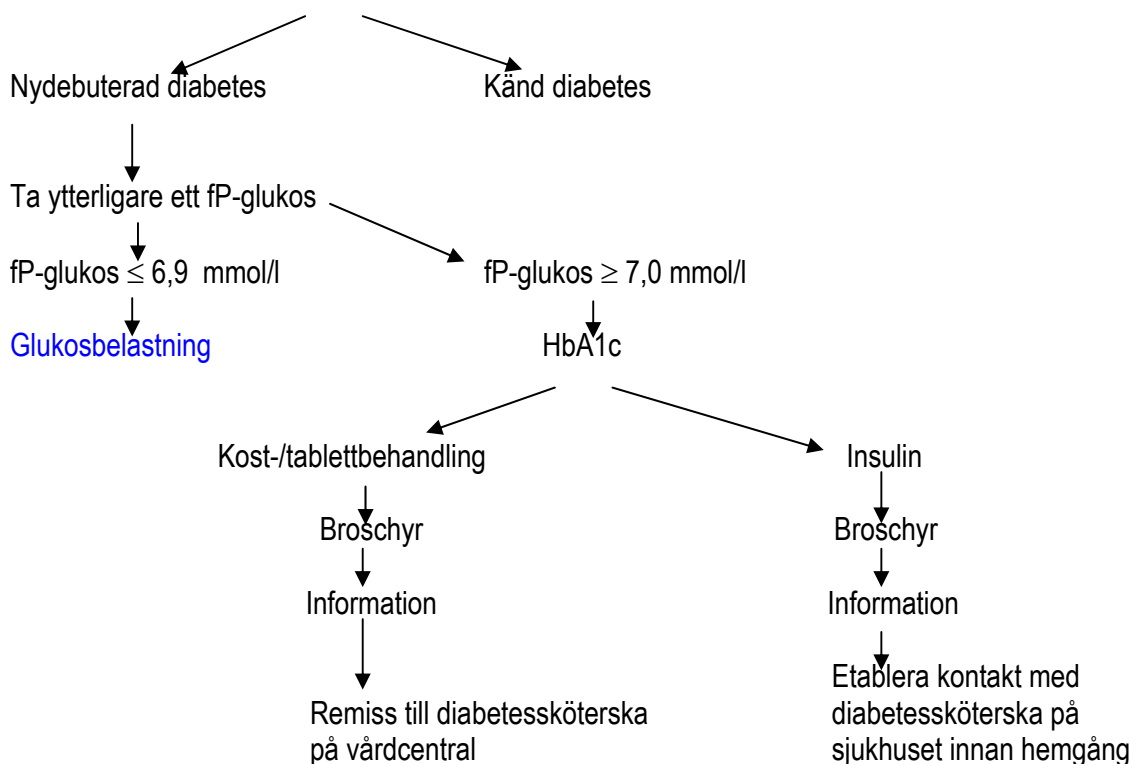 Nydebuterad diabetes
Känd diabetes
Ta ytterligare ett fP-glukos
fP-glukos ≤ 6,9 mmol/l
fP-glukos ≥ 7,0 mmol/l
Glukosbelastning
HbA1c
Kost-/tablettbehandling
Insulin
Broschyr
Broschyr
Information
Information
Remiss till diabetessköterska
på vårdcentral
Etablera kontakt med
diabetessköterska på
sjukhuset innan hemgång